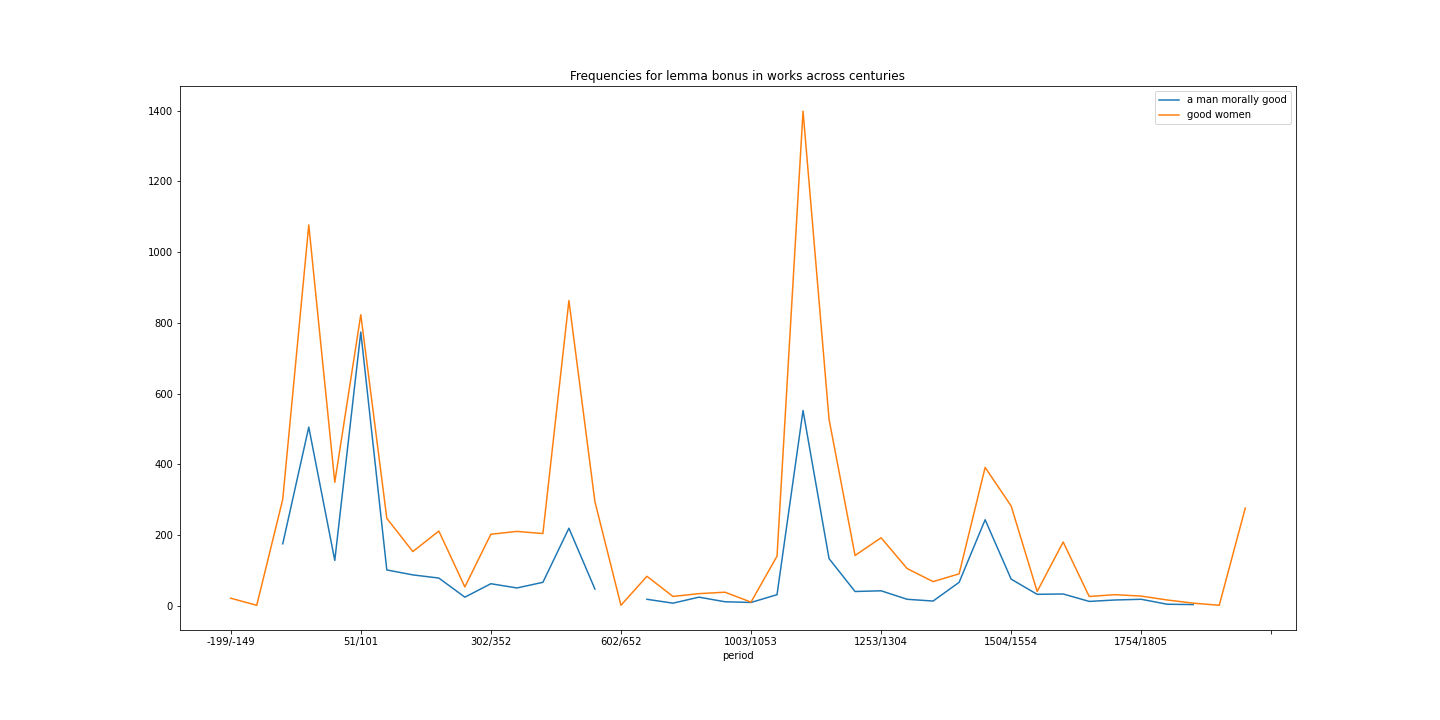 Frequencies for lemma bonus in works across centuries
a man morally good
good women
1400
1200
1000
800
600
400
200
0
-199/-149 51/101 302/352 602/652 1003/1053 1253/1304 1504/1554 1754/1805
period